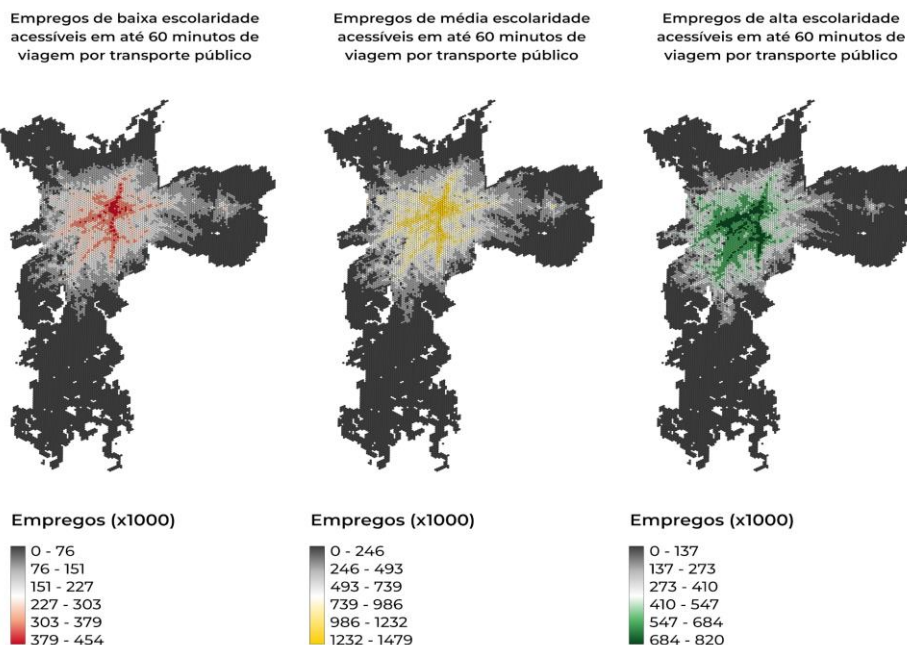 Empregos de baixa escolaridade
acessíveis em até 60 minutos de
viagem por transporte público
Empregos de média escolaridade
acessíveis em até 60 minutos de
viagem por transporte público
Empregos de alta escolaridade
acessíveis em até 60 minutos de
viagem por transporte público
Empregos (x1000)
0 - 76
76 - 151
151 - 227
227 - 303
303 - 379
379 - 454
Empregos (x1000)
0 - 246
246 - 493
493 - 739
739 - 986
986 - 1232
1232 - 1479
Empregos (x1000)
0 - 137
137 - 273
273 - 410
410 - 547
547 - 684
684 - 820